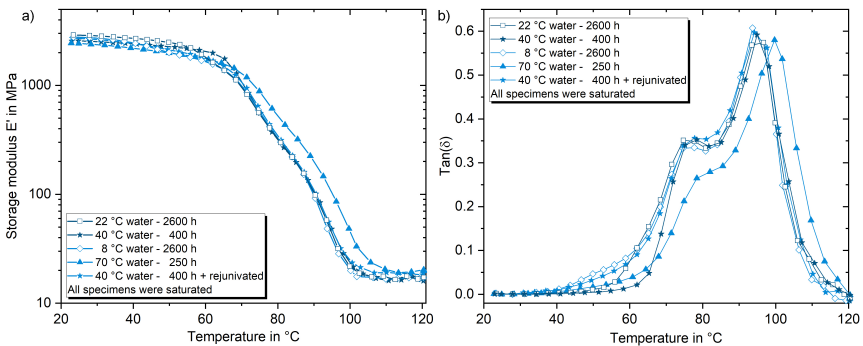 a)
Storage modulus E' in MPa
1000
100
10
22 °C water - 2600 h
40 °C water - 400 h
8 °C water - 2600 h
70 °C water - 250 h
40 °C water - 400 h + rejunivated
All specimens were saturated
20 40 60 80 100 120
Temperature in °C
b)
Tan(δ)
0.6
0.5
0.4
0.3
0.2
0.1
0.0
22 °C water - 2600 h
40 °C water - 400 h
8 °C water - 2600 h
70 °C water - 250 h
40 °C water - 400 h + rejunivated
All specimens were saturated
20 40 60 80 100 120
Temperature in °C